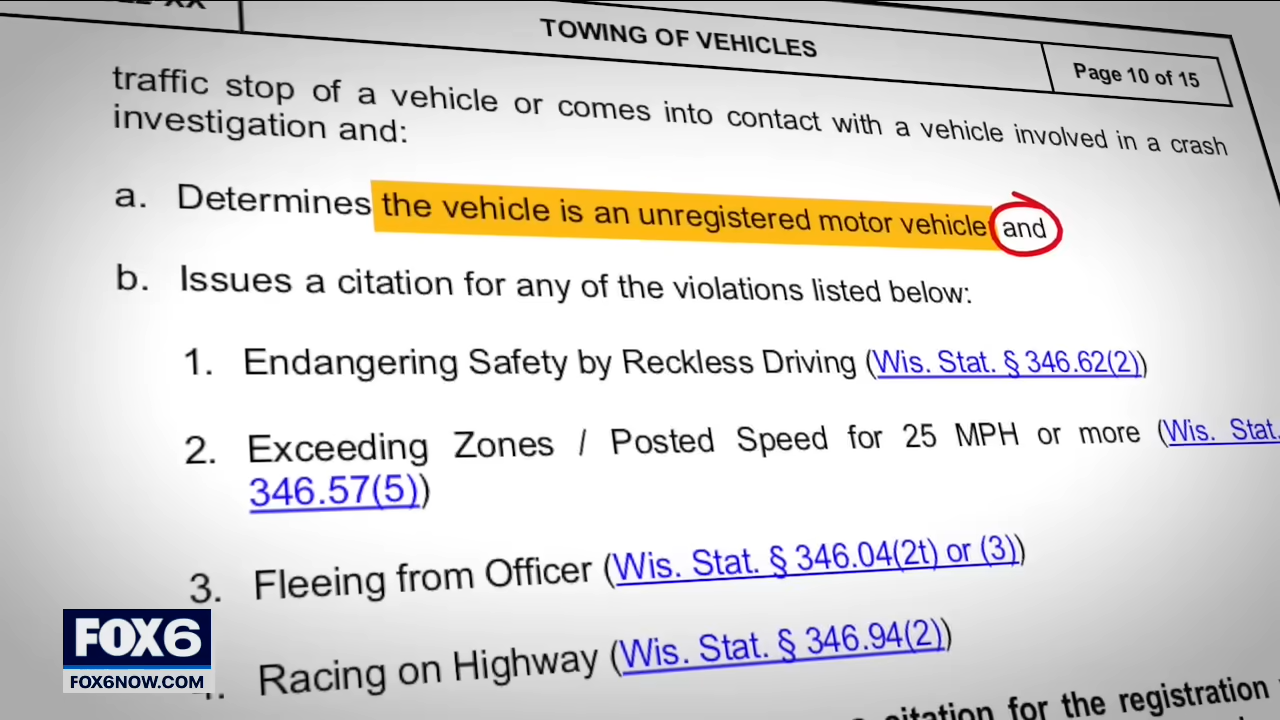 TOWING OF VEHICLES
Page 10 of 15
traffic stop of a vehicle or comes into contact with a vehicle involved in a crash
investigation and:
a. Determines the vehicle is an unregistered motor vehicle and
b. Issues a citation for any of the violations listed below:
1. Endangering Safety by Reckless Driving (Wis. Stat. § 346.62(2))
2. Exceeding Zones / Posted Speed for 25 MPH or more (Wis. Stat.
346.57(5))
3. Fleeing from Officer (Wis. Stat. § 346.04(2t) or (3))
Racing on Highway (Wis. Stat. § 346.94(2))
citation for the registration
FOX6
FOX6NOW.COM